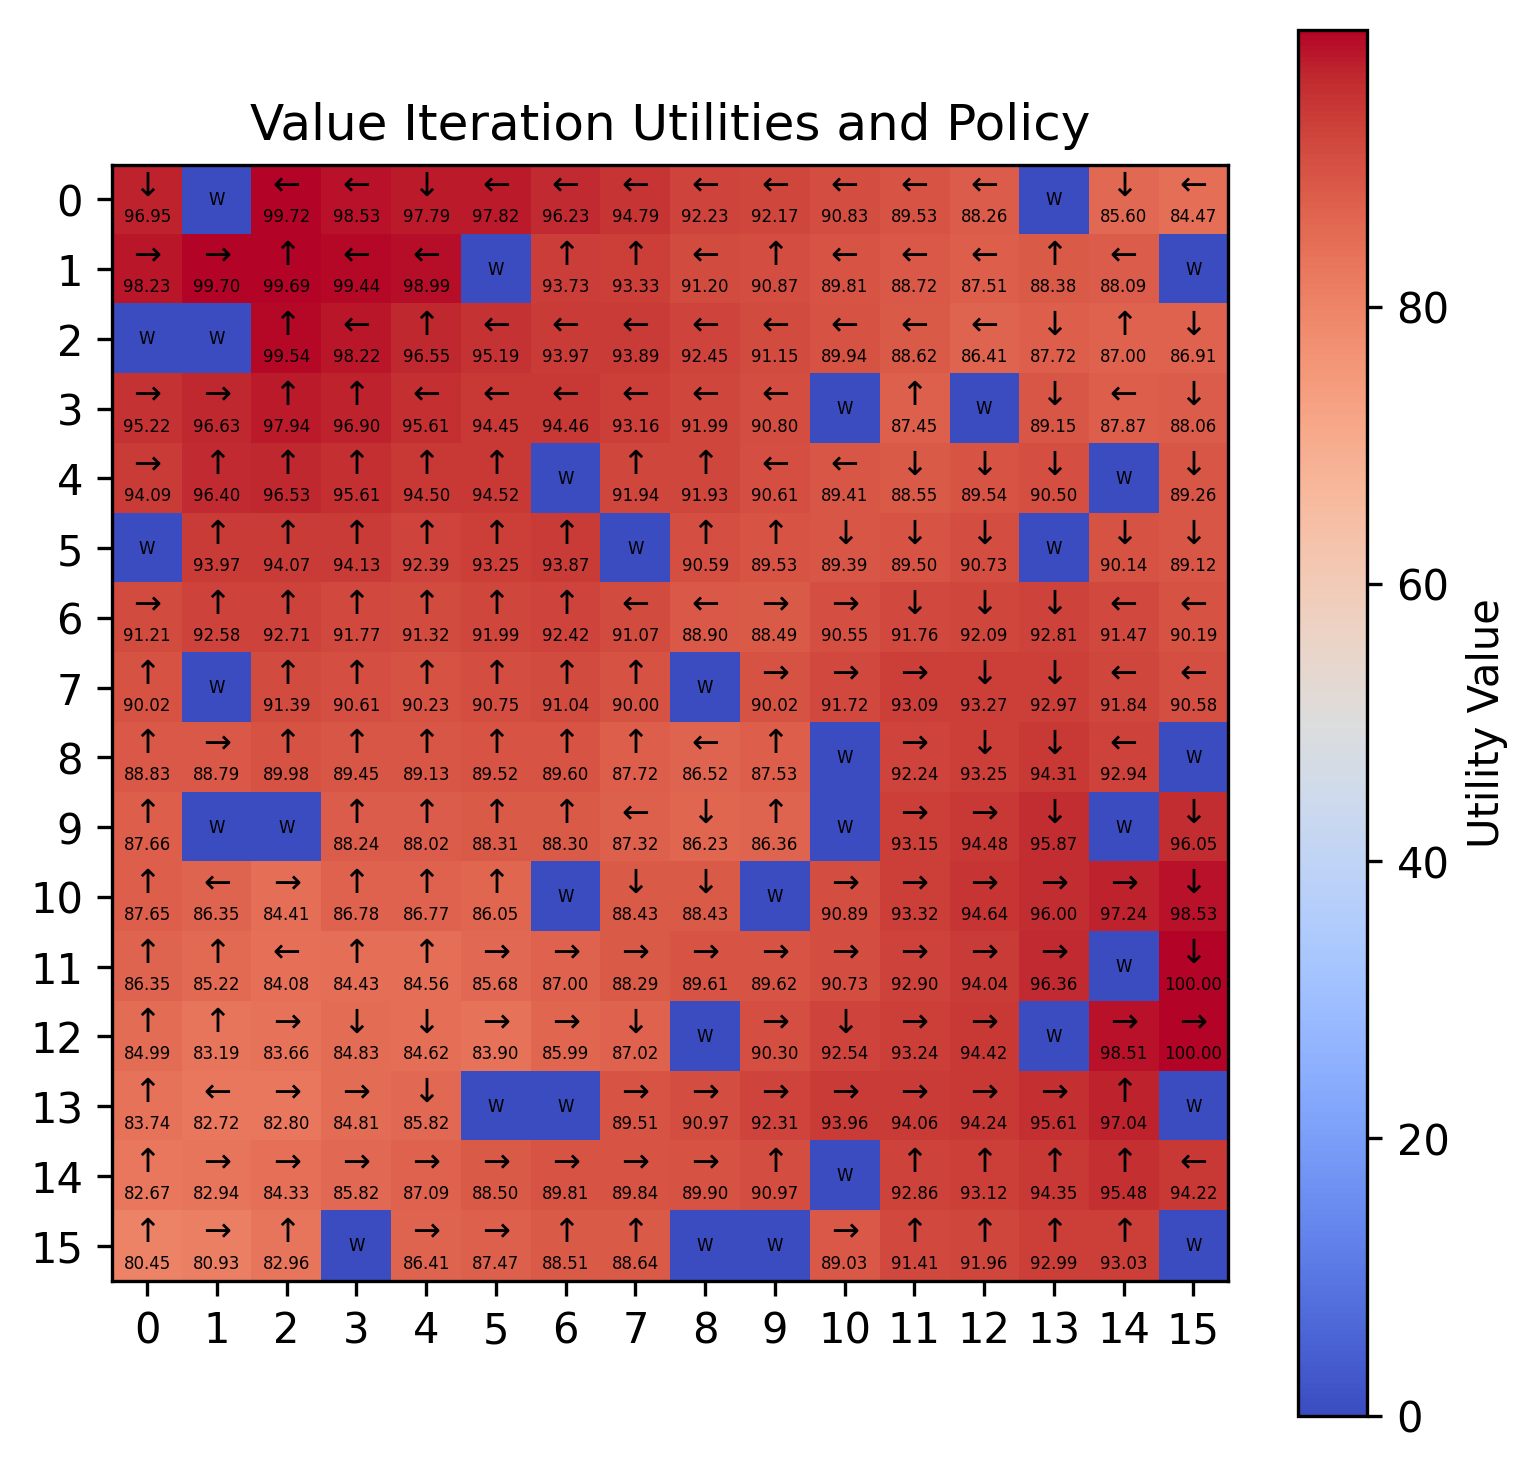 Value Iteration Utilities and Policy
0 ↓ W ← ← ↓ ← ← ← ← ← ← ← ← W ↓ ←
96.95 99.72 98.53 97.79 97.82 96.23 94.79 92.23 92.17 90.83 89.53 88.26 85.60 84.47
1 → → ↑ ← ← W ↑ ↑ ← ↑ ← ← ← ↑ ← W
98.23 99.70 99.69 99.44 98.99 93.73 93.33 91.20 90.87 89.81 88.72 87.51 88.38 88.09
2 W W ↑ ← ↑ ← ← ← ← ← ← ← ← ↓ ↑ ↓
99.54 98.22 96.55 95.19 93.97 93.89 92.45 91.15 89.94 88.62 86.41 87.72 87.00 86.91
3 → → ↑ ↑ ← ← ← ← ← ← W ↑ W ↓ ← ↓
95.22 96.63 97.94 96.90 95.61 94.45 94.46 93.16 91.99 90.80 87.45 89.15 87.87 88.06
4 → ↑ ↑ ↑ ↑ ↑ W ↑ ↑ ← ← ↓ ↓ ↓ W ↓
94.09 96.40 96.53 95.61 94.50 94.52 91.94 91.93 90.61 89.41 88.55 89.54 90.50 89.26
5 W ↑ ↑ ↑ ↑ ↑ ↑ W ↑ ↑ ↓ ↓ ↓ W ↓ ↓
93.97 94.07 94.13 92.39 93.25 93.87 90.59 89.53 89.39 89.50 90.73 90.14 89.12
6 → ↑ ↑ ↑ ↑ ↑ ↑ ← ← → → ↓ ↓ ↓ ← ←
91.21 92.58 92.71 91.77 91.32 91.99 92.42 91.07 88.90 88.49 90.55 91.76 92.09 92.81 91.47 90.19
7 ↑ W ↑ ↑ ↑ ↑ ↑ ↑ W → → → ↓ ↓ ← ←
90.02 91.39 90.61 90.23 90.75 91.04 90.00 90.02 91.72 93.09 93.27 92.97 91.84 90.58
8 ↑ → ↑ ↑ ↑ ↑ ↑ ↑ ← ↑ W → ↓ ↓ ← W
88.83 88.79 89.98 89.45 89.13 89.52 89.60 87.72 86.52 87.53 92.24 93.25 94.31 92.94
9 ↑ W W ↑ ↑ ↑ ↑ ← ↓ ↑ W → → ↓ W ↓
87.66 88.24 88.02 88.31 88.30 87.32 86.23 86.36 93.15 94.48 95.87 96.05
10 ↑ ← → ↑ ↑ ↑ W ↓ ↓ W → → → → → ↓
87.65 86.35 84.41 86.78 86.77 86.05 88.43 88.43 90.89 93.32 94.64 96.00 97.24 98.53
11 ↑ ↑ ← ↑ ↑ → → → → → → → → → W ↓
86.35 85.22 84.08 84.43 84.56 85.68 87.00 88.29 89.61 89.62 90.73 92.90 94.04 96.36 100.00
12 ↑ ↑ → ↓ ↓ → → ↓ W → ↓ → → W → →
84.99 83.19 83.66 84.83 84.62 83.90 85.99 87.02 90.30 92.54 93.24 94.42 98.51 100.00
13 ↑ ← → → ↓ W W → → → → → → → ↑ W
83.74 82.72 82.80 84.81 85.82 89.51 90.97 92.31 93.96 94.06 94.24 95.61 97.04
14 ↑ → → → → → → → → ↑ W ↑ ↑ ↑ ↑ ←
82.67 82.94 84.33 85.82 87.09 88.50 89.81 89.84 89.90 90.97 92.86 93.12 94.35 95.48 94.22
15 ↑ → ↑ W → → ↑ ↑ W W → ↑ ↑ ↑ ↑ W
80.45 80.93 82.96 86.41 87.47 88.51 88.64 89.03 91.41 91.96 92.99 93.03
0 1 2 3 4 5 6 7 8 9 10 11 12 13 14 15
80
60
40
20
0
Utility Value